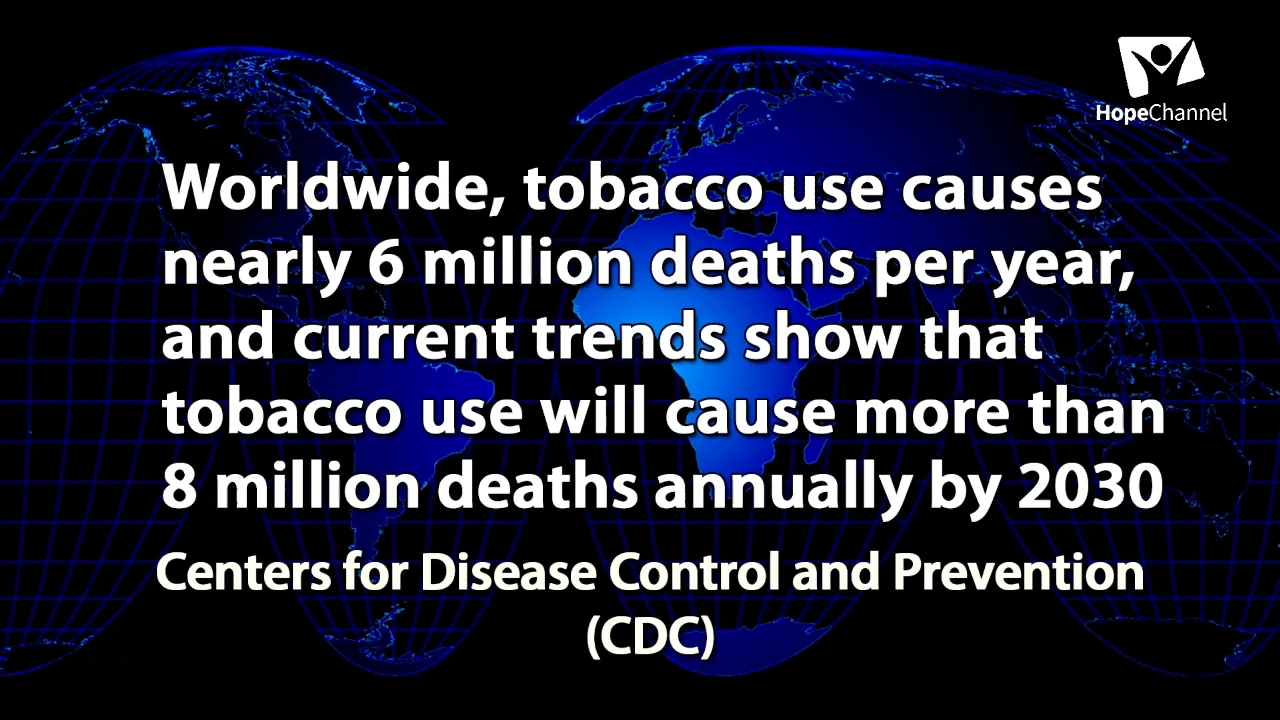 HopeChannel
Worldwide, tobacco use causes
nearly 6 million deaths per year,
and current trends show that
tobacco use will cause more than
8 million deaths annually by 2030
Centers for Disease Control and Prevention
(CDC)